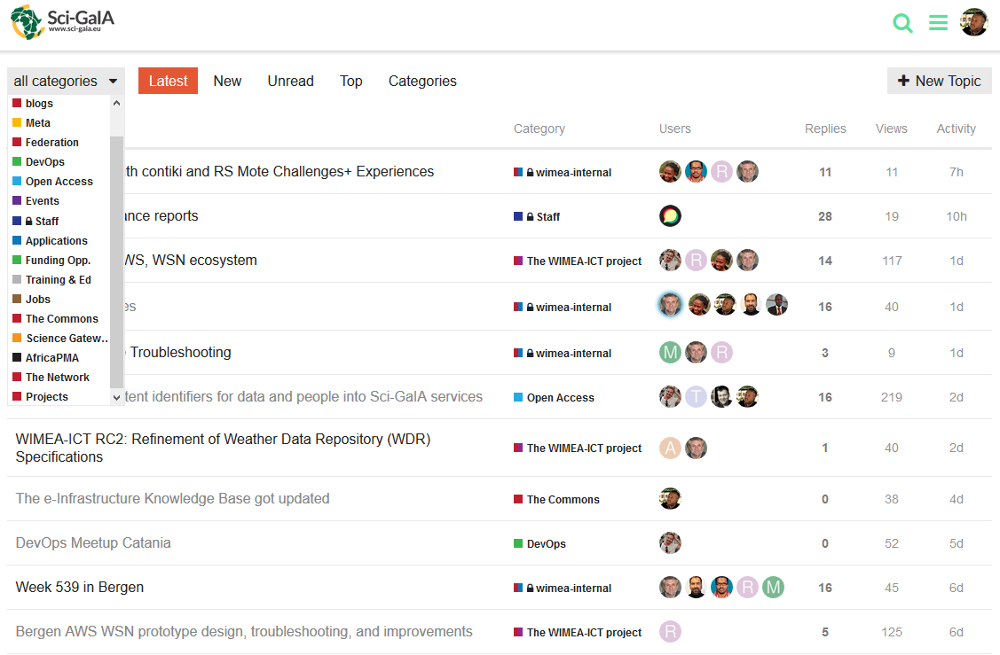 Sci-GaIA
www.sci-gaia.eu
all categories
Latest
New
Unread
Top
Categories
+ New Topic
blogs
Meta
Federation
DevOps
Open Access
Events
Staff
Applications
Funding Opp.
Training & Ed
Jobs
The Commons
Science Gatew..
AfricaPMA
The Network
Projects
Category Users Replies Views Activity
th contiki and RS Mote Challenges+ Experiences wimea-internal R 11 11 7h
ance reports Staff 28 19 10h
WS, WSN ecosystem The WIMEA-ICT project R 14 117 1d
es wimea-internal 16 40 1d
Troubleshooting wimea-internal M R 3 9 1d
tent identifiers for data and people into Sci-GaIA services Open Access T 16 219 2d
WIMEA-ICT RC2: Refinement of Weather Data Repository (WDR)
Specifications The WIMEA-ICT project A 1 40 2d
The e-Infrastructure Knowledge Base got updated The Commons 0 38 4d
DevOps Meetup Catania DevOps 0 52 5d
Week 539 in Bergen wimea-internal R M 16 45 6d
Bergen AWS WSN prototype design, troubleshooting, and improvements The WIMEA-ICT project R 5 125 6d